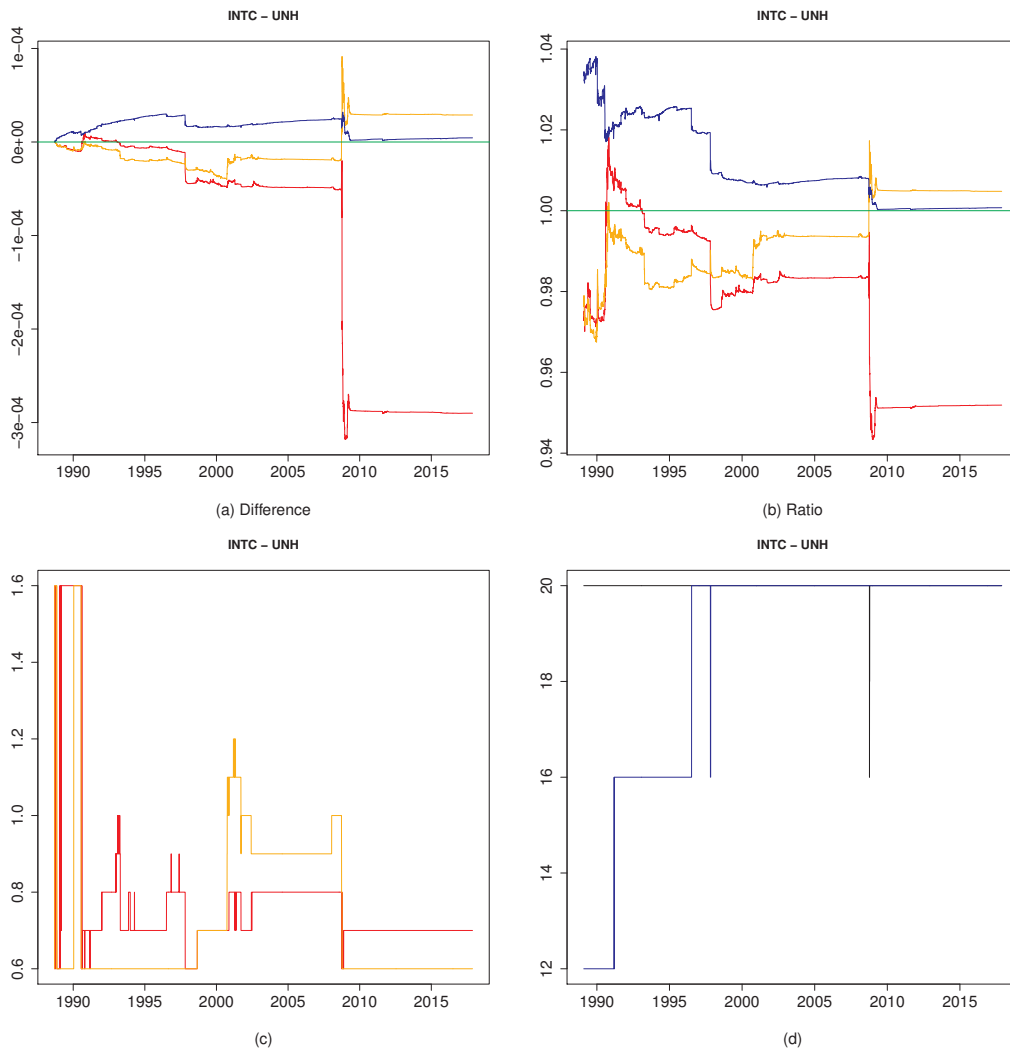 INTC − UNH
1e−04
0e+00
−1e−04
−2e−04
−3e−04
1990 1995 2000 2005 2010 2015
(a) Difference
INTC − UNH
1.04
1.02
1.00
0.98
0.96
0.94
1990 1995 2000 2005 2010 2015
(b) Ratio
INTC − UNH
1.6
1.4
1.2
1.0
0.8
0.6
1990 1995 2000 2005 2010 2015
(c)
INTC − UNH
20
18
16
14
12
1990 1995 2000 2005 2010 2015
(d)